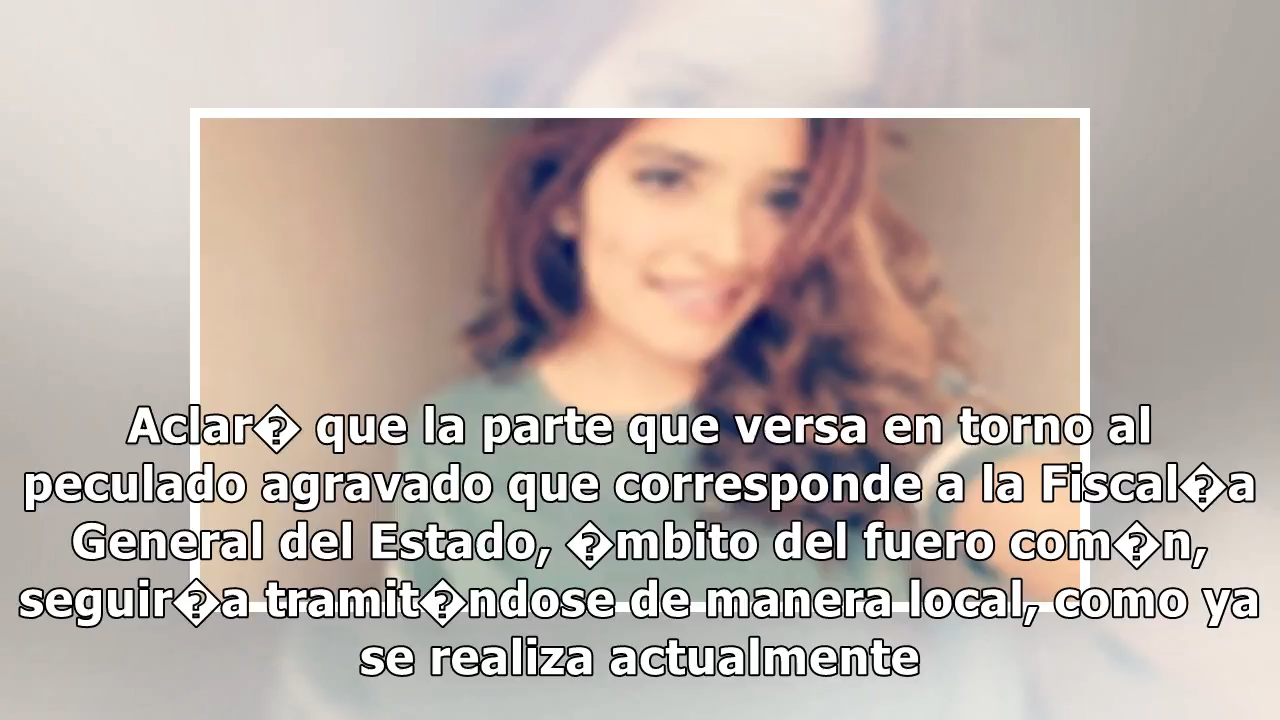 Aclar� que la parte que versa en torno al
peculado agravado que corresponde a la Fiscal�a
General del Estado, �mbito del fuero com�n,
seguir�a tramit�ndose de manera local, como ya
se realiza actualmente